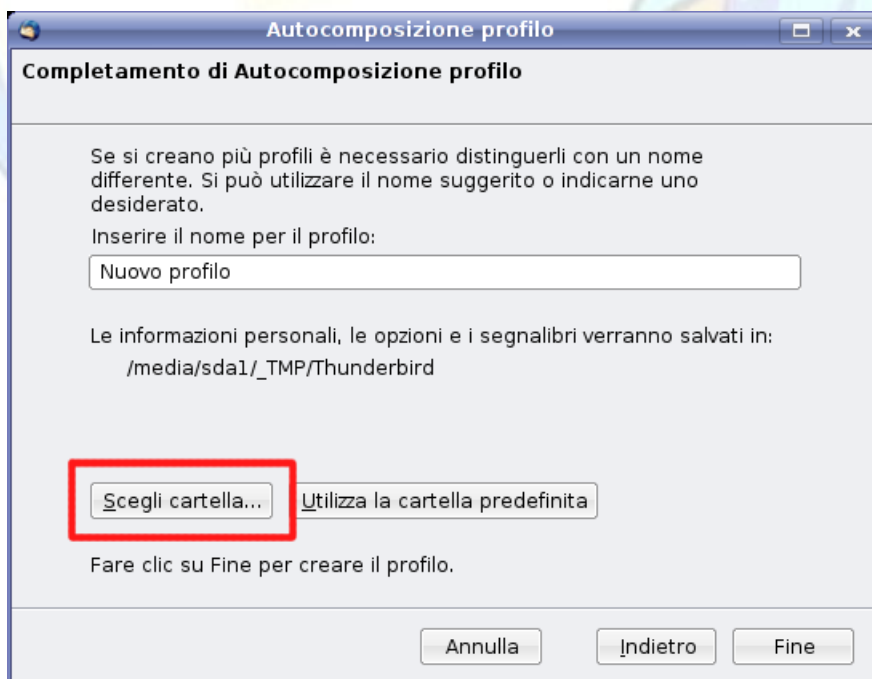 Autocomposizione profilo
Completamento di Autocomposizione profilo
Se si creano più profili è necessario distinguerli con un nome
differente. Si può utilizzare il nome suggerito o indicarne uno
desiderato.
Inserire il nome per il profilo:
Nuovo profilo
Le informazioni personali, le opzioni e i segnalibri verranno salvati in:
/media/sda1/_TMP/Thunderbird
Scegli cartella... Utilizza la cartella predefinita
Fare clic su Fine per creare il profilo.
Annulla Indietro Fine